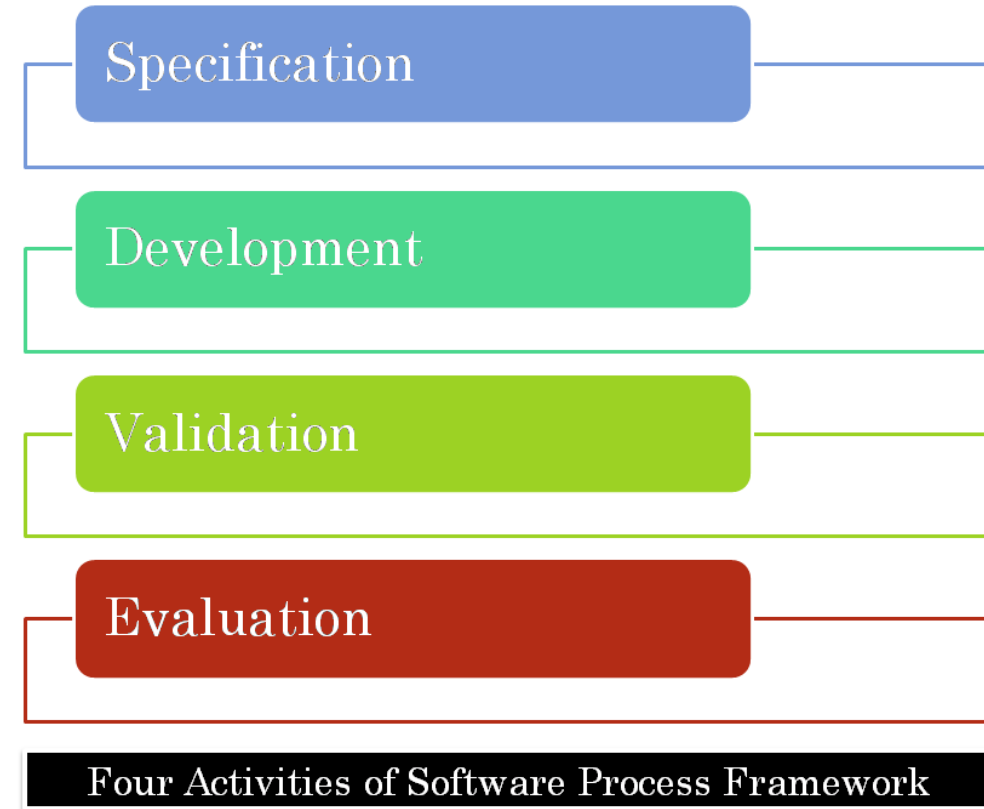 Specification
Development
Validation
Evaluation
Four Activities of Software Process Framework